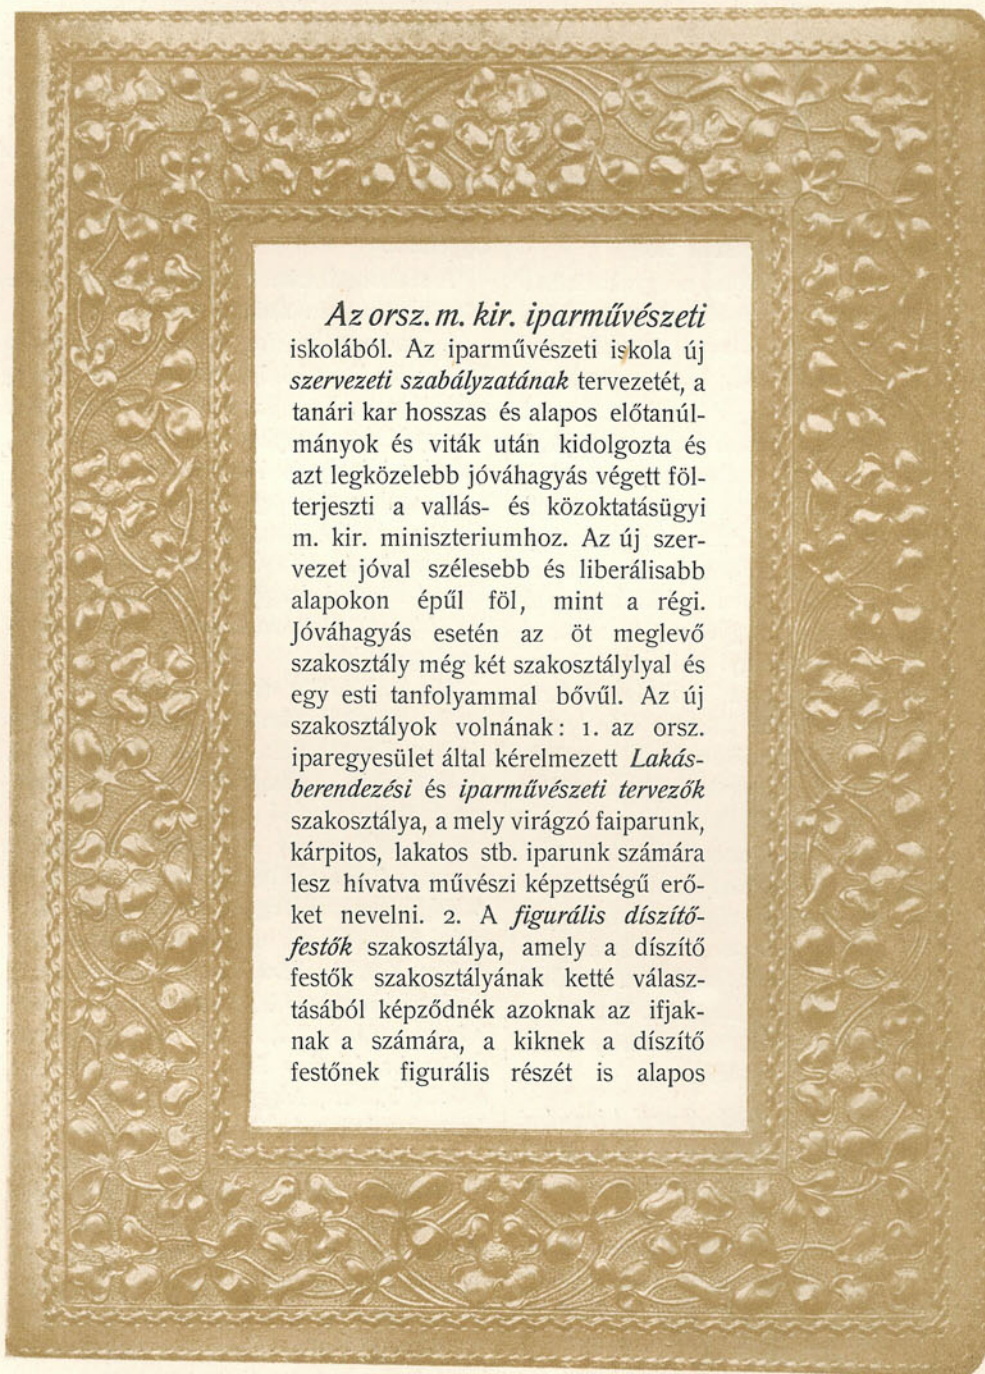 Az orsz. m. kir. iparművészeti
iskolából. Az iparművészeti iskola új
szervezeti szabályzatának tervezetét, a
tanári kar hosszas és alapos előtanúl-
mányok és viták után kidolgozta és
azt legközelebb jóváhagyás végett föl-
terjeszti a vallás- és közoktatásügyi
m. kir. miniszteriumhoz. Az új szer-
vezet jóval szélesebb és liberálisabb
alapokon épűl föl, mint a régi.
Jóváhagyás esetén az öt meglevő
szakosztály még két szakosztálylyal és
egy esti tanfolyammal bővűl. Az új
szakosztályok volnának: 1. az orsz.
iparegyesület által kérelmezett Lakás-
berendezési és iparművészeti tervezők
szakosztálya, a mely virágzó faiparunk,
kárpitos, lakatos stb. iparunk számára
lesz hívatva művészi képzettségű erő-
ket nevelni. 2. A figurális díszítő-
festők szakosztálya, amely a díszítő
festők szakosztályának ketté válasz-
tásából képződnék azoknak az ifjak-
nak a számára, a kiknek a díszítő
festőnek figurális részét is alapos